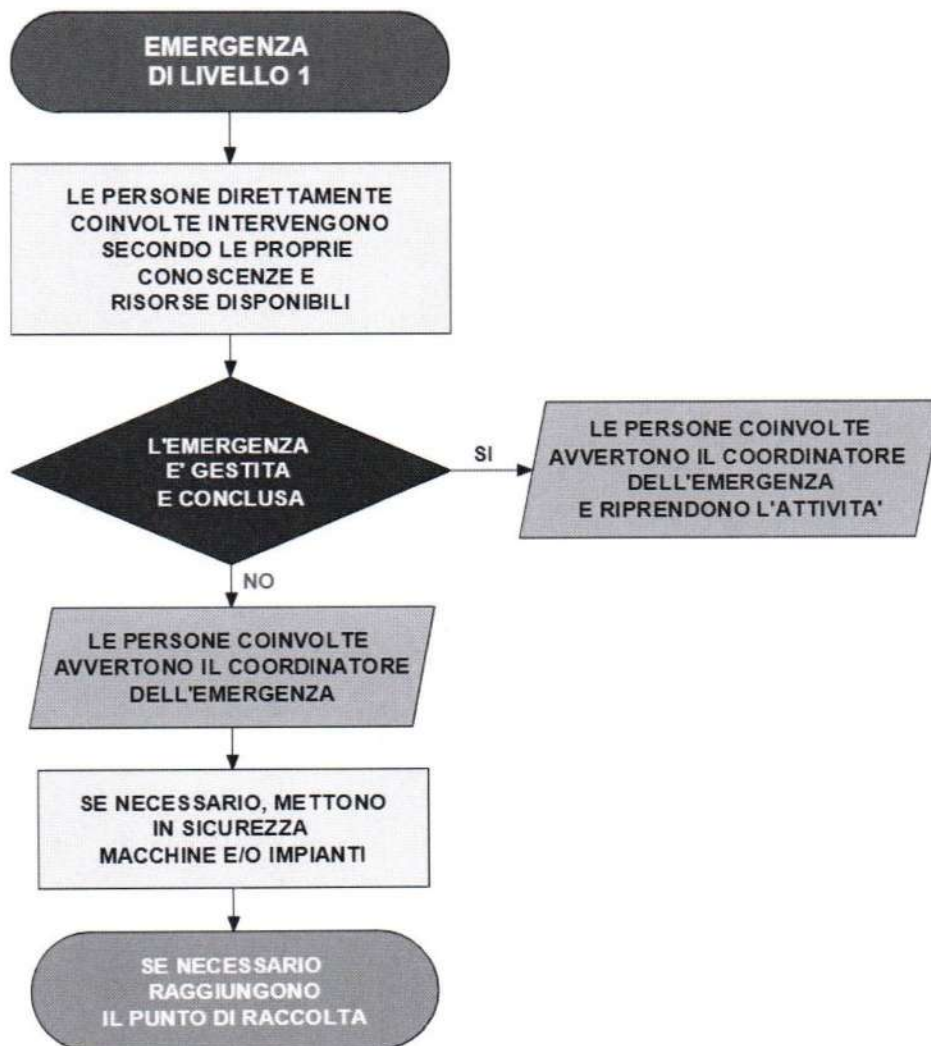 EMERGENZA
DI LIVELLO 1
LE PERSONE DIRETTAMENTE
COINVOLTE INTERVENGONO
SECONDO LE PROPRIE
CONOSCENZE E
RISORSE DISPONIBILI
L'EMERGENZA
E' GESTITA
E CONCLUSA
SI
LE PERSONE COINVOLTE
AVVERTONO IL COORDINATORE
DELL'EMERGENZA
E RIPRENDONO L'ATTIVITA'
NO
LE PERSONE COINVOLTE
AVVERTONO IL COORDINATORE
DELL'EMERGENZA
SE NECESSARIO, METTONO
IN SICUREZZA
MACCHINE E/O IMPIANTI
SE NECESSARIO
RAGGIUNGONO
IL PUNTO DI RACCOLTA